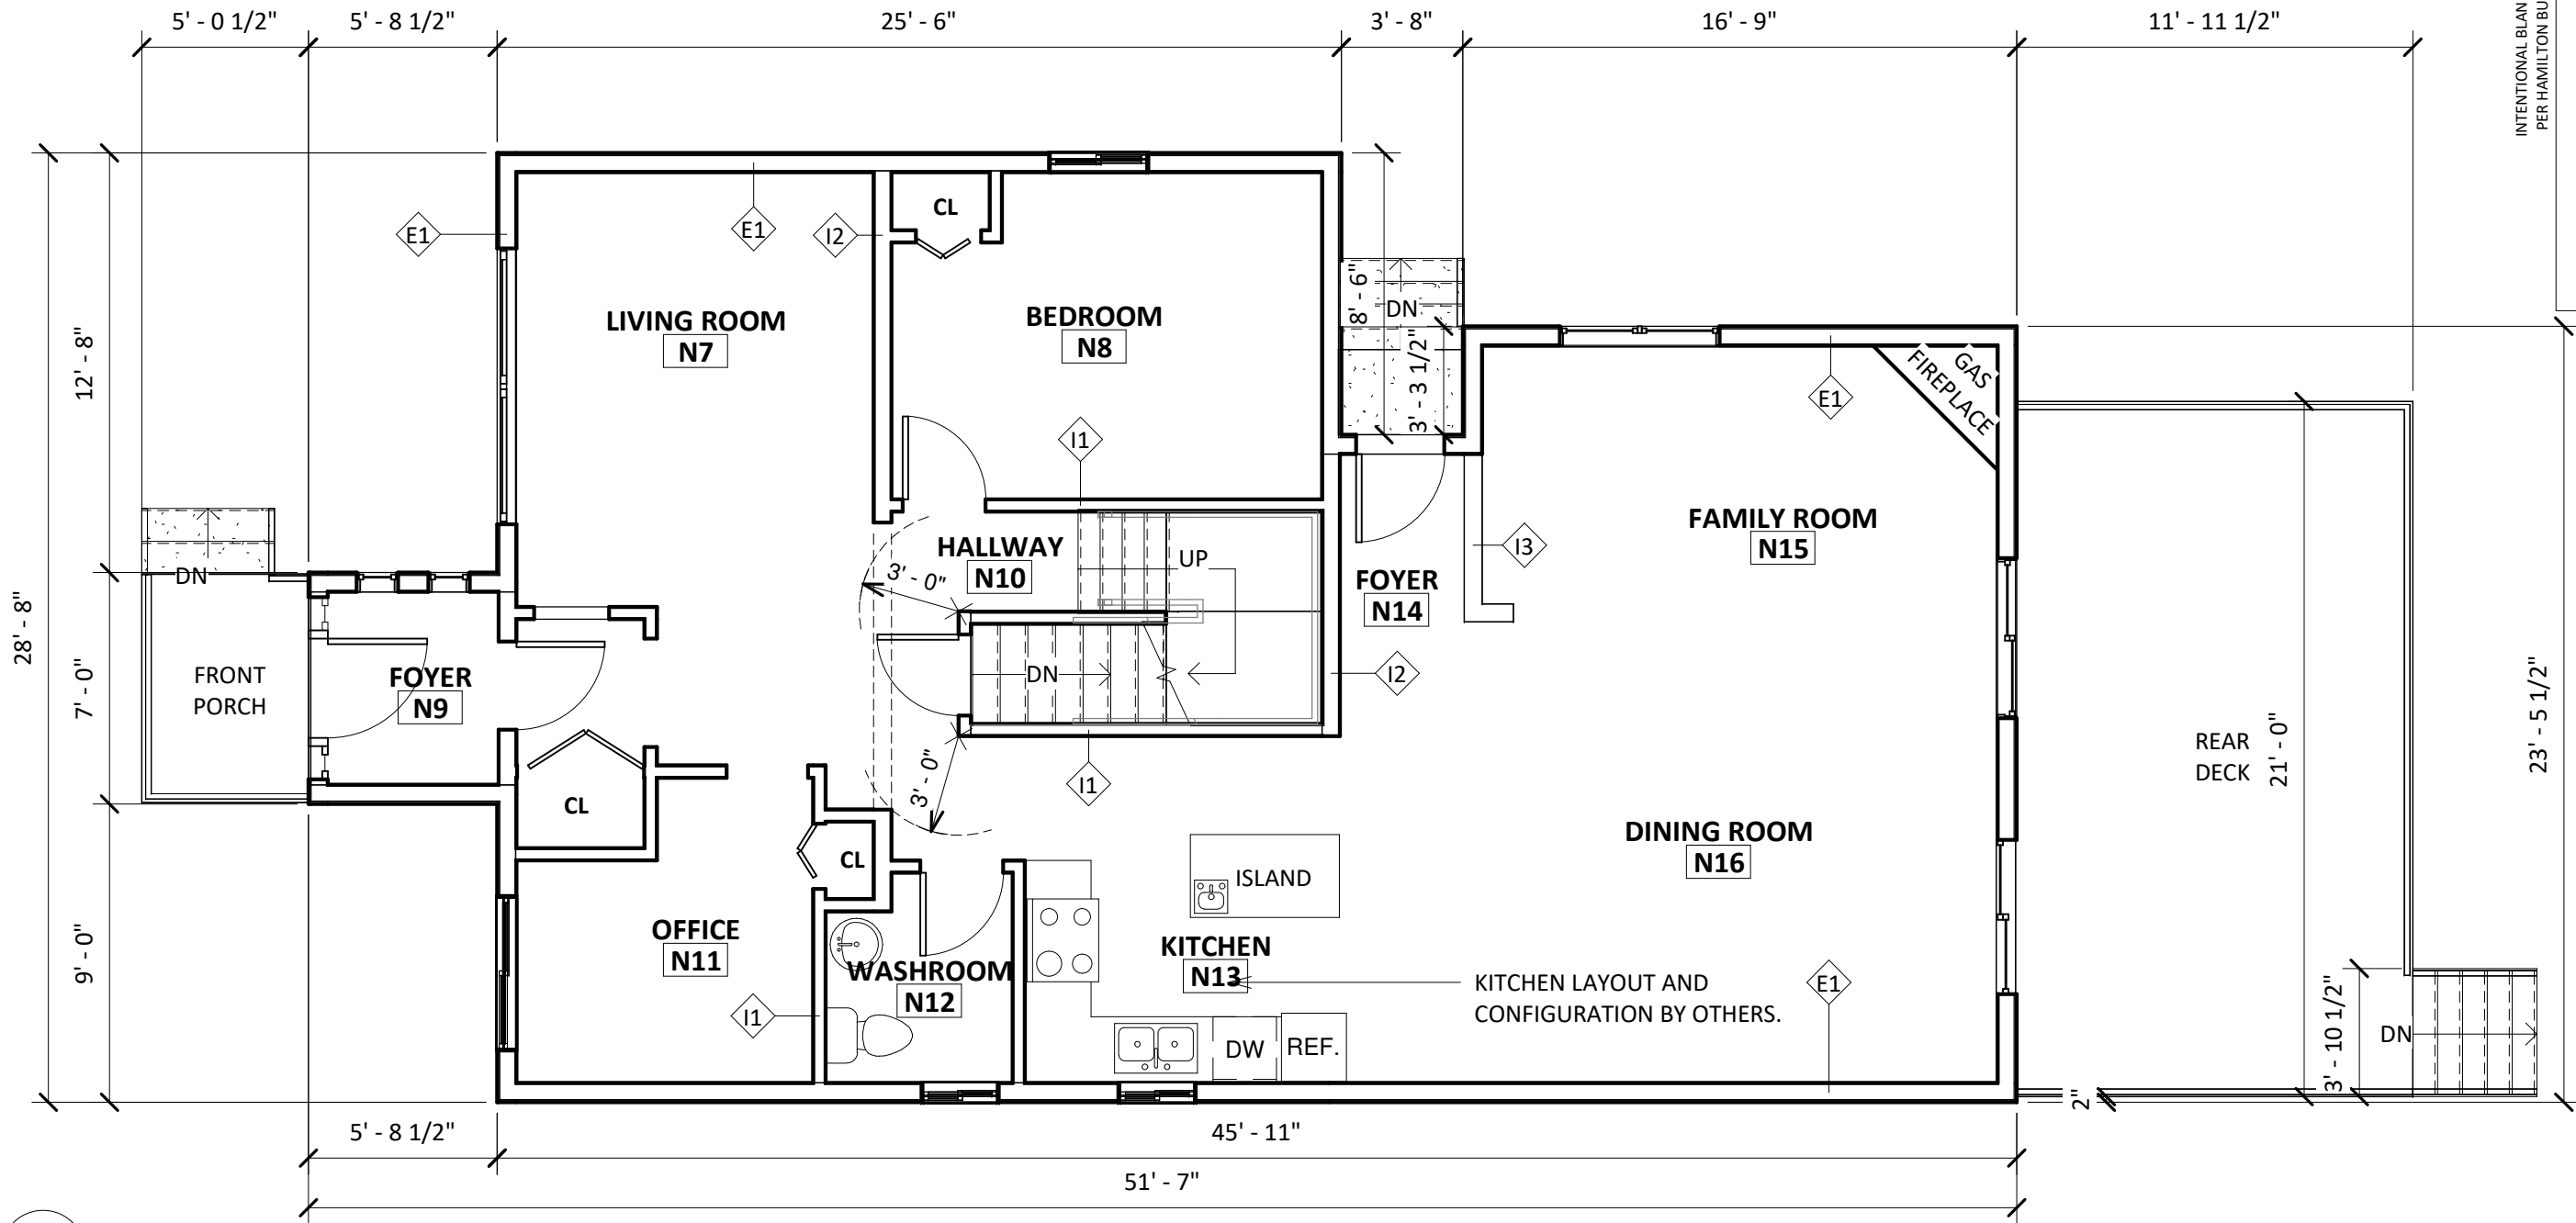 5' - 0 1/2"
5' - 8 1/2"
25' - 6"
3' - 8"
16' - 9"
11' - 11 1/2"
INTENTIONAL BLAN
PER HAMILTON BU
28' - 8"
12' - 8"
7' - 0"
9' - 0"
E1
E1
I2
CL
LIVING ROOM
N7
BEDROOM
N8
8' - 6"
DN
3' - 3 1/2"
I1
E1
GAS
FIREPLACE
DN
FRONT
PORCH
FOYER
N9
HALLWAY
N10
3' - 0"
UP
DN
3' - 0"
I1
FOYER
N14
I3
I2
FAMILY ROOM
N15
REAR
DECK
21' - 0"
23' - 5 1/2"
CL
CL
OFFICE
N11
I1
WASHROOM
N12
ISLAND
KITCHEN
N13
KITCHEN LAYOUT AND
CONFIGURATION BY OTHERS.
DW
REF.
DINING ROOM
N16
E1
3' - 10 1/2"
DN
2"
5' - 8 1/2"
45' - 11"
51' - 7"